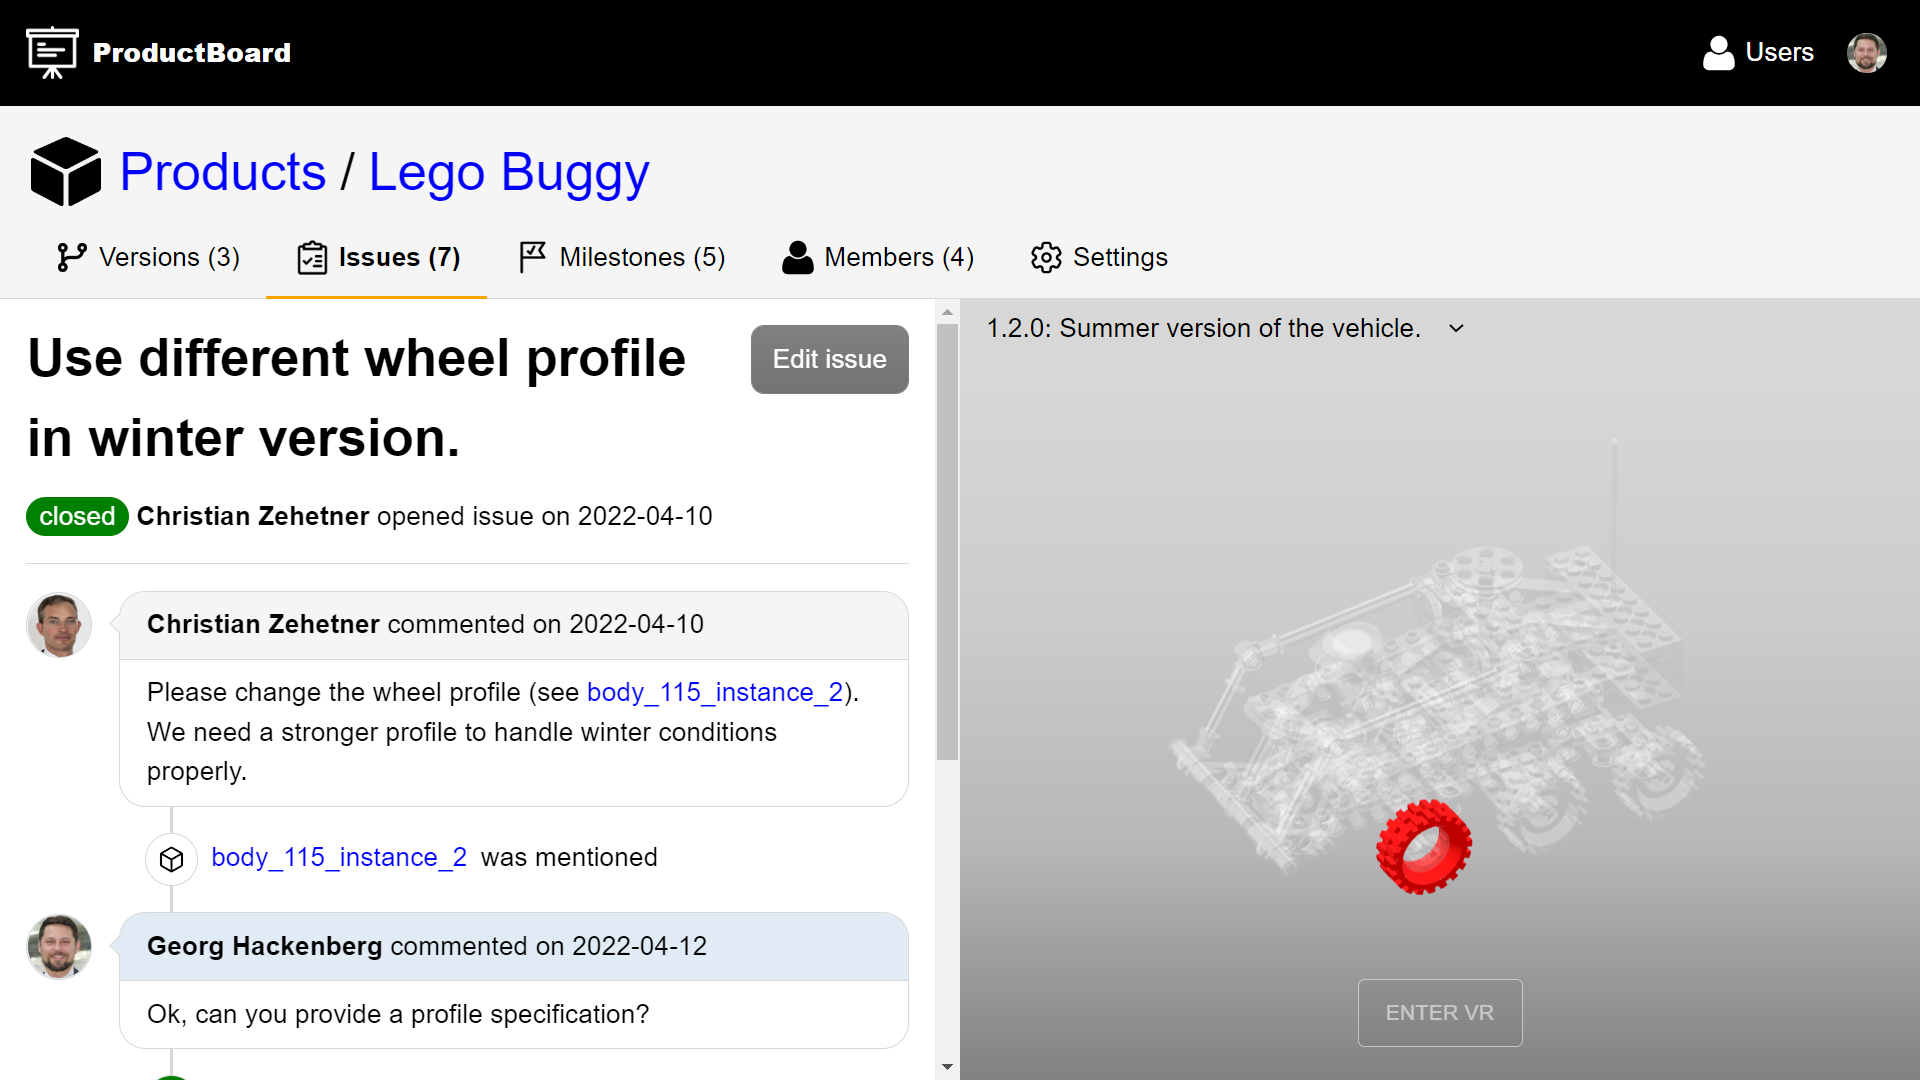 ProductBoard
Users
Products / Lego Buggy
Versions (3)
Issues (7)
Milestones (5)
Members (4)
Settings
Use different wheel profile
in winter version.
Edit issue
closed Christian Zehetner opened issue on 2022-04-10
Christian Zehetner commented on 2022-04-10
Please change the wheel profile (see body_115_instance_2).
We need a stronger profile to handle winter conditions
properly.
body_115_instance_2 was mentioned
Georg Hackenberg commented on 2022-04-12
Ok, can you provide a profile specification?
1.2.0: Summer version of the vehicle.
ENTER VR